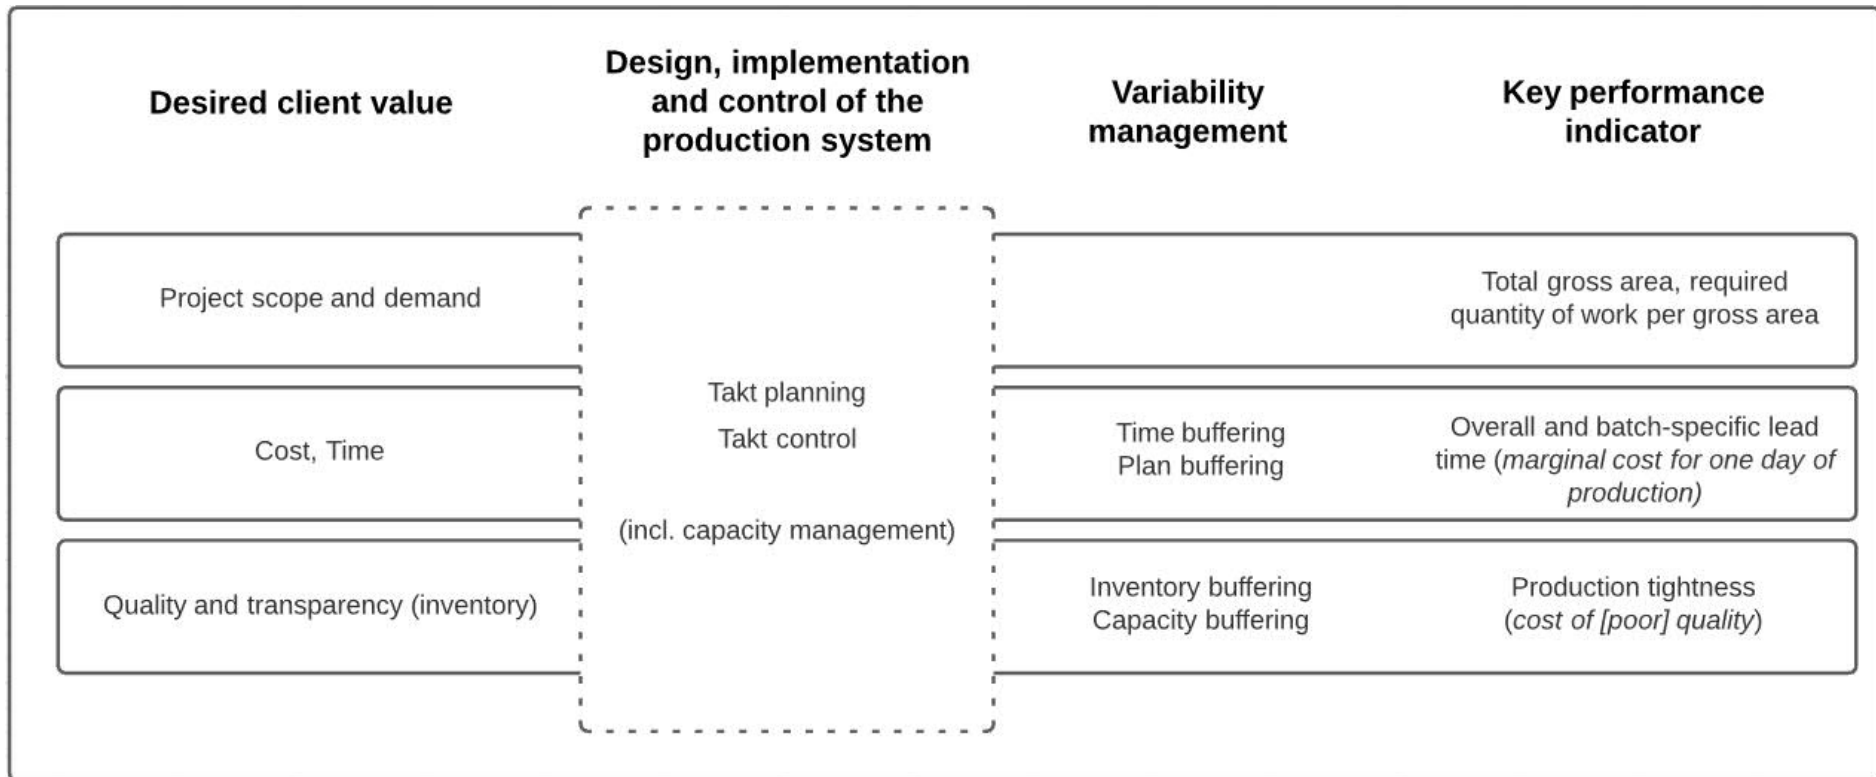 Desired client value
Design, implementation
and control of the
production system
Variability
management
Key performance
indicator
Project scope and demand
Total gross area, required
quantity of work per gross area
Takt planning
Takt control
(incl. capacity management)
Cost, Time
Time buffering
Plan buffering
Overall and batch-specific lead
time (marginal cost for one day of
production)
Quality and transparency (inventory)
Inventory buffering
Capacity buffering
Production tightness
(cost of [poor] quality)